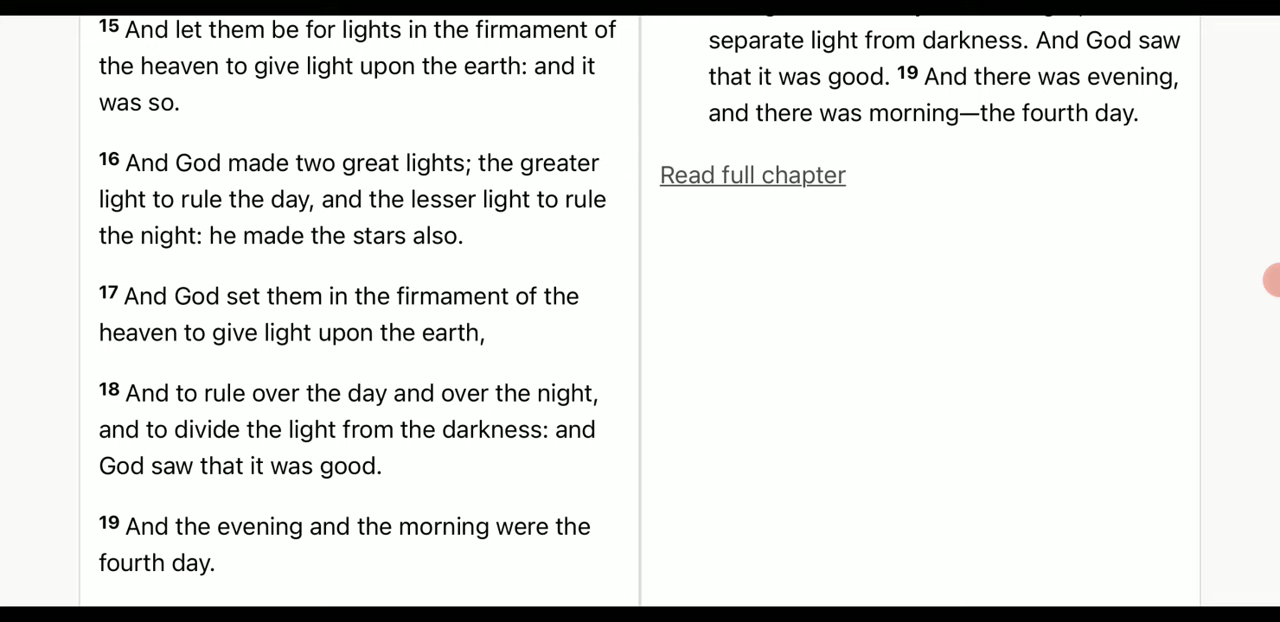 15 And let them be for lights in the firmament of
the heaven to give light upon the earth: and it
was so.
16 And God made two great lights; the greater
light to rule the day, and the lesser light to rule
the night: he made the stars also.
17 And God set them in the firmament of the
heaven to give light upon the earth,
18 And to rule over the day and over the night,
and to divide the light from the darkness: and
God saw that it was good.
19 And the evening and the morning were the
fourth day.
separate light from darkness. And God saw
that it was good. 19 And there was evening,
and there was morning—the fourth day.
Read full chapter